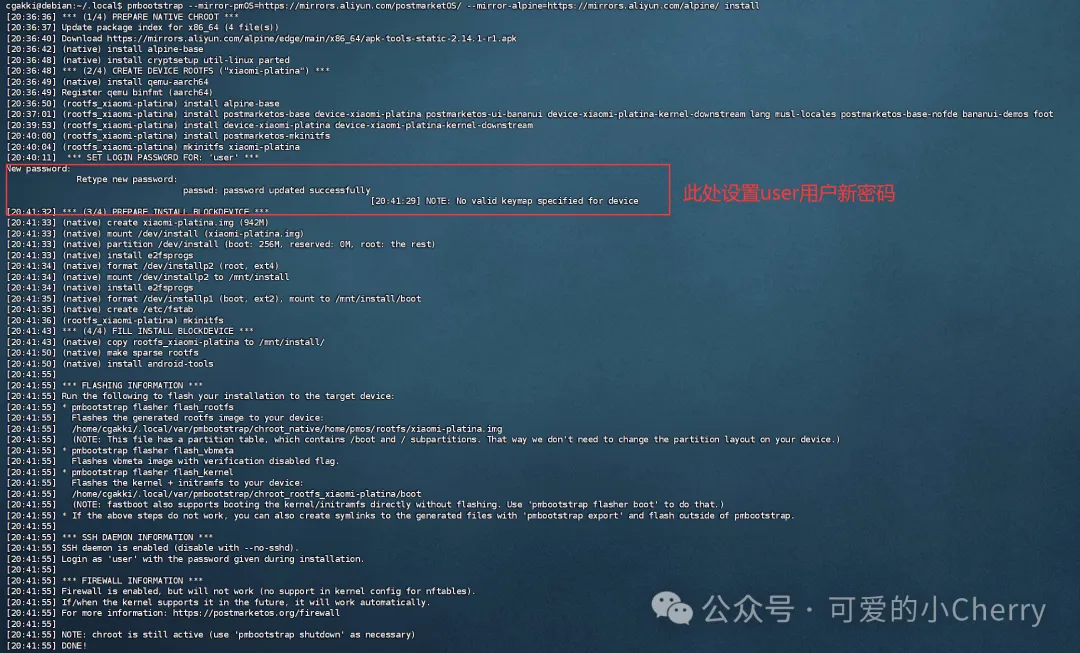 cgakki@debian:~/.local$ pmbootstrap --mirror-pmOS=https://mirrors.aliyun.com/postmarketOS/ --mirror-alpine=https://mirrors.aliyun.com/alpine/ install
[20:36:36] *** (1/4) PREPARE NATIVE CHROOT ***
[20:36:37] Update package index for x86_64 (4 file(s))
[20:36:40] Download https://mirrors.aliyun.com/alpine/edge/main/x86_64/apk-tools-static-2.14.1-r1.apk
[20:36:42] (native) install alpine-base
[20:36:48] (native) install cryptsetup util-linux parted
[20:36:48] *** (2/4) CREATE DEVICE ROOTFS ("xiaomi-platina") ***
[20:36:49] (native) install qemu-aarch64
[20:36:49] Register qemu binfmt (aarch64)
[20:36:50] (rootfs_xiaomi-platina) install alpine-base
[20:37:01] (rootfs_xiaomi-platina) install postmarketos-base device-xiaomi-platina postmarketos-ui-bananui device-xiaomi-platina-kernel-downstream lang musl-locales postmarketos-base-nofde bananui-demos foot
[20:39:53] (rootfs_xiaomi-platina) install device-xiaomi-platina device-xiaomi-platina-kernel-downstream
[20:40:00] (rootfs_xiaomi-platina) install postmarketos-mkinitfs
[20:40:04] (rootfs_xiaomi-platina) mkinitfs xiaomi-platina
[20:40:11]  *** SET LOGIN PASSWORD FOR: 'user' ***
New password:
Retype new password:
passwd: password updated successfully
[20:41:29] NOTE: No valid keymap specified for device
此处设置user用户新密码
[20:41:32] *** (3/4) PREPARE INSTALL BLOCKDEVICE ***
[20:41:33] (native) create xiaomi-platina.img (942M)
[20:41:33] (native) mount /dev/install (xiaomi-platina.img)
[20:41:33] (native) partition /dev/install (boot: 256M, reserved: 0M, root: the rest)
[20:41:33] (native) install e2fsprogs
[20:41:34] (native) format /dev/installp2 (root, ext4)
[20:41:34] (native) mount /dev/installp2 to /mnt/install
[20:41:34] (native) install e2fsprogs
[20:41:35] (native) format /dev/installp1 (boot, ext2), mount to /mnt/install/boot
[20:41:35] (native) create /etc/fstab
[20:41:36] (rootfs_xiaomi-platina) mkinitfs
[20:41:43] *** (4/4) FILL INSTALL BLOCKDEVICE ***
[20:41:43] (native) copy rootfs_xiaomi-platina to /mnt/install/
[20:41:50] (native) make sparse rootfs
[20:41:50] (native) install android-tools
[20:41:55]
[20:41:55] *** FLASHING INFORMATION ***
[20:41:55] Run the following to flash your installation to the target device:
[20:41:55] * pmbootstrap flasher flash_rootfs
[20:41:55]   Flashes the generated rootfs image to your device:
[20:41:55]   /home/cgakki/.local/var/pmbootstrap/chroot_native/home/pmos/rootfs/xiaomi-platina.img
[20:41:55]   (NOTE: This file has a partition table, which contains /boot and / subpartitions. That way we don't need to change the partition layout on your device.)
[20:41:55] * pmbootstrap flasher flash_vbmeta
[20:41:55]   Flashes vbmeta image with verification disabled flag.
[20:41:55] * pmbootstrap flasher flash_kernel
[20:41:55]   Flashes the kernel + initramfs to your device:
[20:41:55]   /home/cgakki/.local/var/pmbootstrap/chroot_rootfs_xiaomi-platina/boot
[20:41:55]   (NOTE: fastboot also supports booting the kernel/initramfs directly without flashing. Use 'pmbootstrap flasher boot' to do that.)
[20:41:55] * If the above steps do not work, you can also create symlinks to the generated files with 'pmbootstrap export' and flash outside of pmbootstrap.
[20:41:55]
[20:41:55] *** SSH DAEMON INFORMATION ***
[20:41:55] SSH daemon is enabled (disable with --no-sshd).
[20:41:55] Login as 'user' with the password given during installation.
[20:41:55]
[20:41:55] *** FIREWALL INFORMATION ***
[20:41:55] Firewall is enabled, but will not work (no support in kernel config for nftables).
[20:41:55] If/when the kernel supports it in the future, it will work automatically.
[20:41:55] For more information: https://postmarketos.org/firewall
[20:41:55]
[20:41:55] NOTE: chroot is still active (use 'pmbootstrap shutdown' as necessary)
[20:41:55] DONE!
公众号 · 可爱的小Cherry